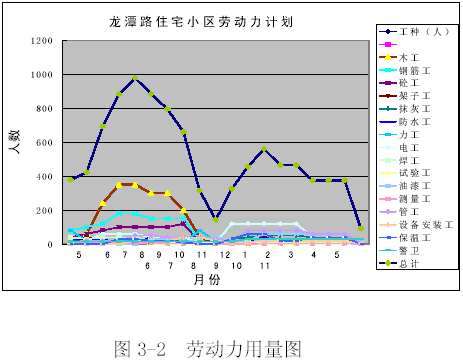 龙潭路住宅小区劳动力计划
1200
1000
800
600
400
200
0
人数
5 6 7 8 9 10 11 12 1 2 3 4 5
6 7 9 10 11
月份
工种（人）
木工
钢筋工
砼工
架子工
抹灰工
防水工
力工
电工
焊工
试验工
油漆工
测量工
管工
设备安装工
保温工
警卫
总计
图 3-2 劳动力用量图